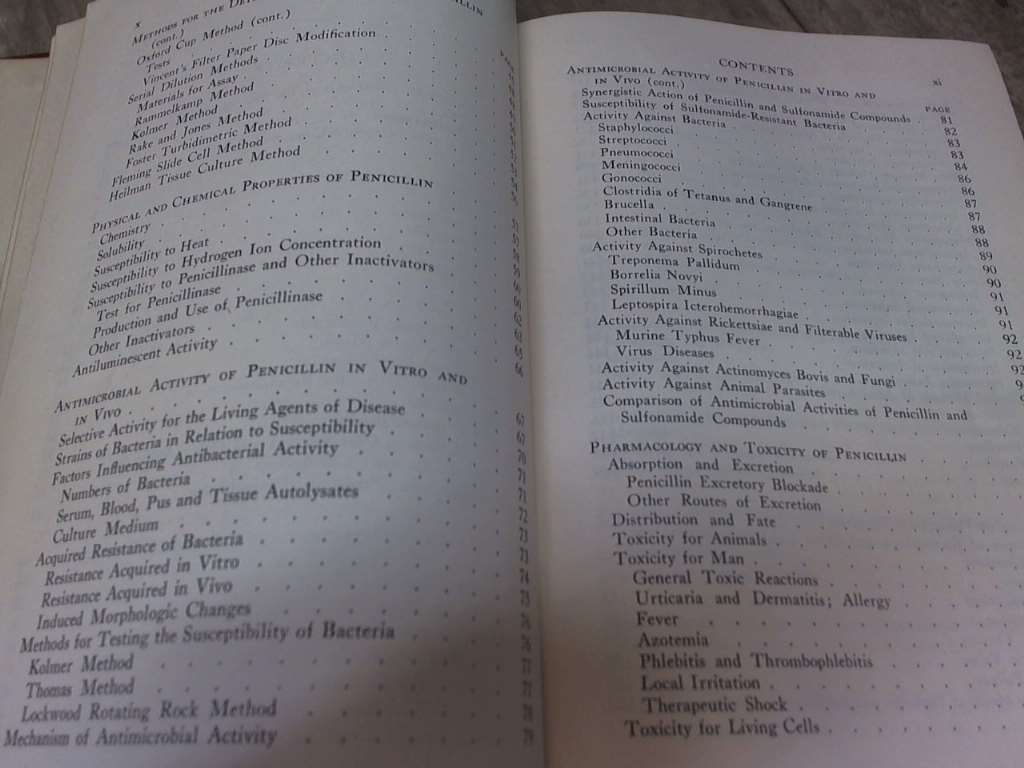 x
METHODS FOR THE
(cont.)
Oxford Cup Method (cont.)
Tests
Vincent's Filter Paper Disc Modification
Serial Dilution Methods
Materials for Assay
Rammelkamp Method
Kolmer Method
Rake and Jones Method
Foster Turbidimetric Method
Fleming Slide Cell Method
Heilman Tissue Culture Method
PHYSICAL AND CHEMICAL PROPERTIES OF PENICILLIN
Chemistry
Solubility
Susceptibility to Heat
Susceptibility to Hydrogen Ion Concentration
Susceptibility to Penicillinase and Other Inactivators
Test for Penicillinase
Production and Use of Penicillinase
Other Inactivators
Antiluminescent Activity
ANTIMICROBIAL ACTIVITY OF PENICILLIN IN VITRO AND
IN VIVO
Selective Activity for the Living Agents of Disease 67
Strains of Bacteria in Relation to Susceptibility 67
Factors Influencing Antibacterial Activity 70
Numbers of Bacteria 71
Serum, Blood, Pus and Tissue Autolysates 71
Culture Medium 72
Acquired Resistance of Bacteria 73
Resistance Acquired in Vitro 73
Resistance Acquired in Vivo 74
Induced Morphologic Changes 75
Methods for Testing the Susceptibility of Bacteria 76
Kolmer Method
Thomas Method
Lockwood Rotating Rock Method
Mechanism of Antimicrobial Activity
CONTENTS
xi
ANTIMICROBIAL ACTIVITY OF PENICILLIN IN VITRO AND
IN VIVO (cont.)
PAGE
Synergistic Action of Penicillin and Sulfonamide Compounds 81
Susceptibility of Sulfonamide-Resistant Bacteria 82
Activity Against Bacteria 83
Staphylococci 83
Streptococci 84
Pneumococci 86
Meningococci 86
Gonococci 87
Clostridia of Tetanus and Gangrene 87
Brucella 88
Intestinal Bacteria 88
Other Bacteria 89
Activity Against Spirochetes 90
Treponema Pallidum 90
Borrelia Novyi 91
Spirillum Minus 91
Leptospira Icterohemorrhagiae 91
Activity Against Rickettsiae and Filterable Viruses 92
Murine Typhus Fever 92
Virus Diseases 92
Activity Against Actinomyces Bovis and Fungi
Activity Against Animal Parasites
Comparison of Antimicrobial Activities of Penicillin and
Sulfonamide Compounds
PHARMACOLOGY AND TOXICITY OF PENICILLIN
Absorption and Excretion
Penicillin Excretory Blockade
Other Routes of Excretion
Distribution and Fate
Toxicity for Animals
Toxicity for Man
General Toxic Reactions
Urticaria and Dermatitis; Allergy
Fever
Azotemia
Phlebitis and Thrombophlebitis
Local Irritation
Therapeutic Shock
Toxicity for Living Cells